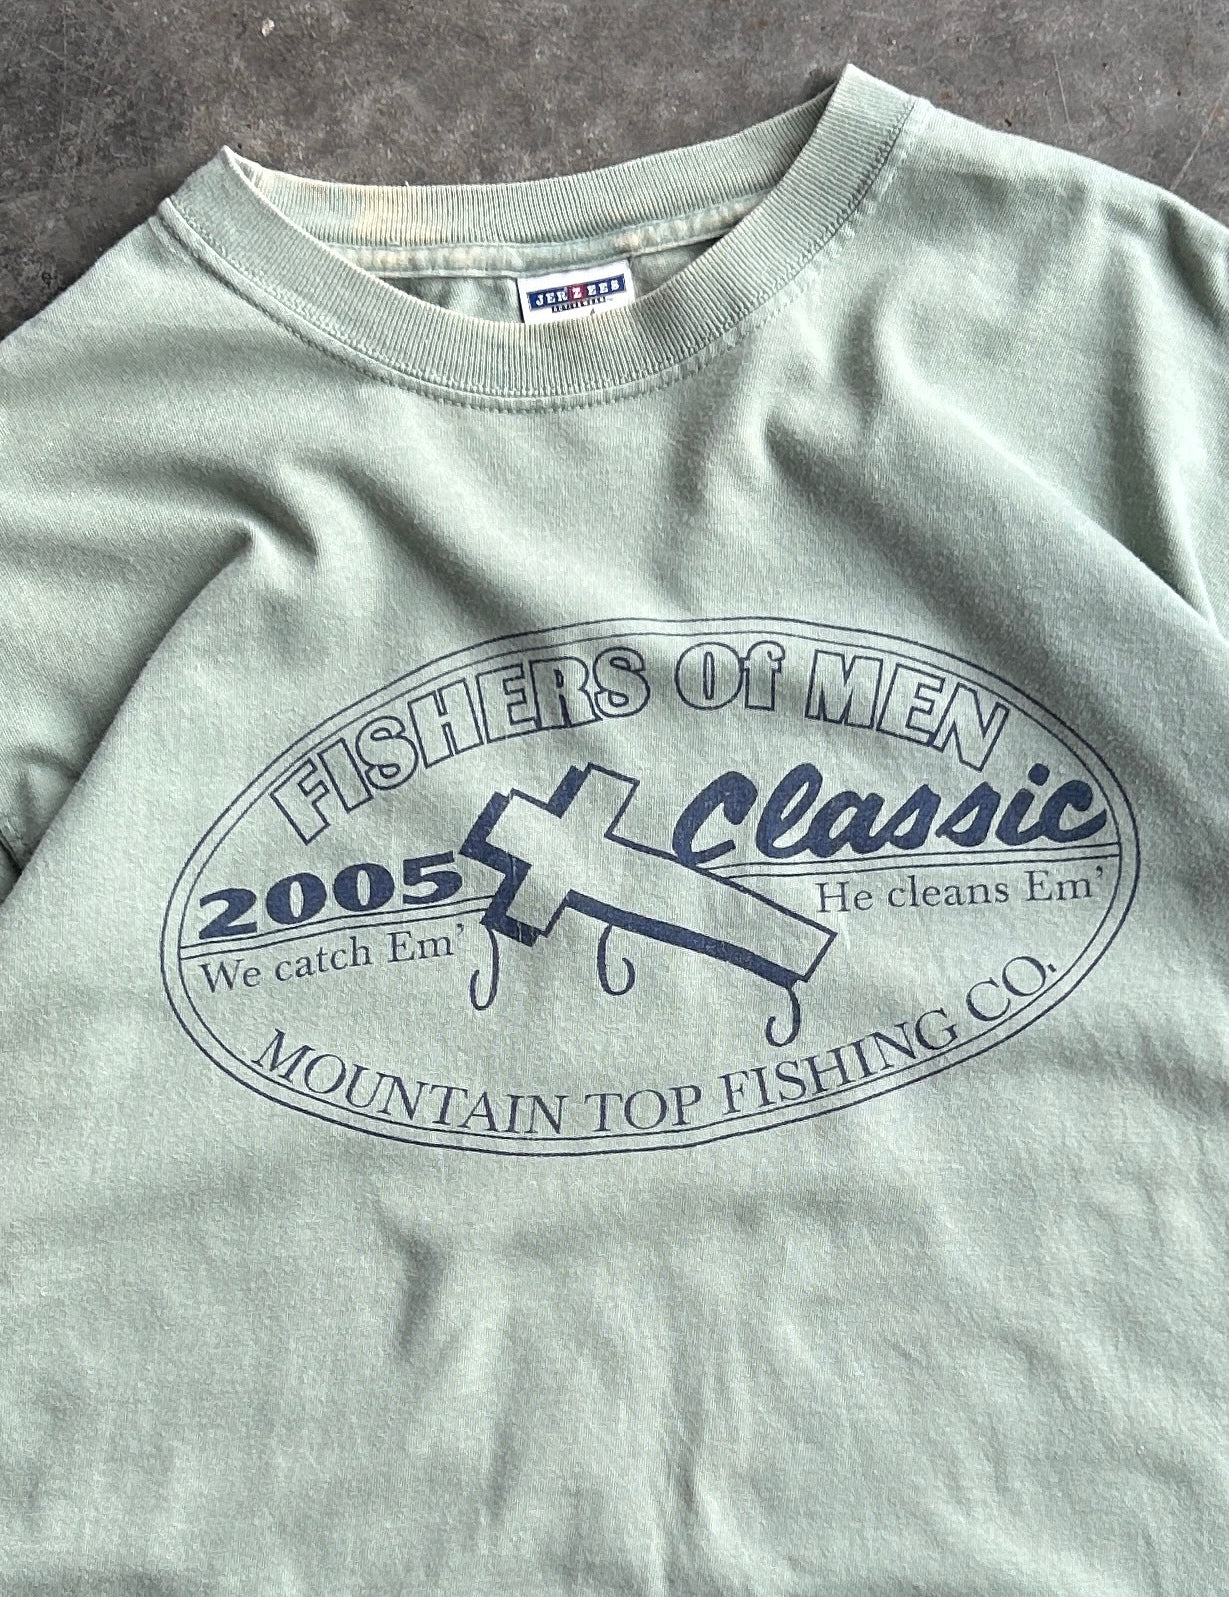 JERZEES
FISHERS Of MEN
Classic
2005
We catch Em'
He cleans Em'
MOUNTAIN TOP FISHING CO.